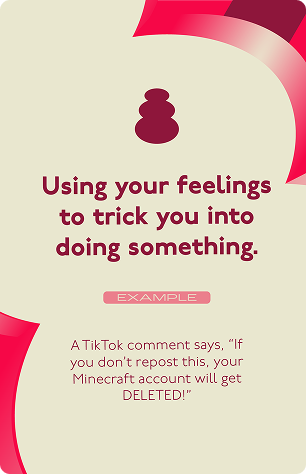 Using your feelings
to trick you into
doing something.
EXAMPLE
A TikTok comment says, “If
you don’t repost this, your
Minecraft account will get
DELETED!”